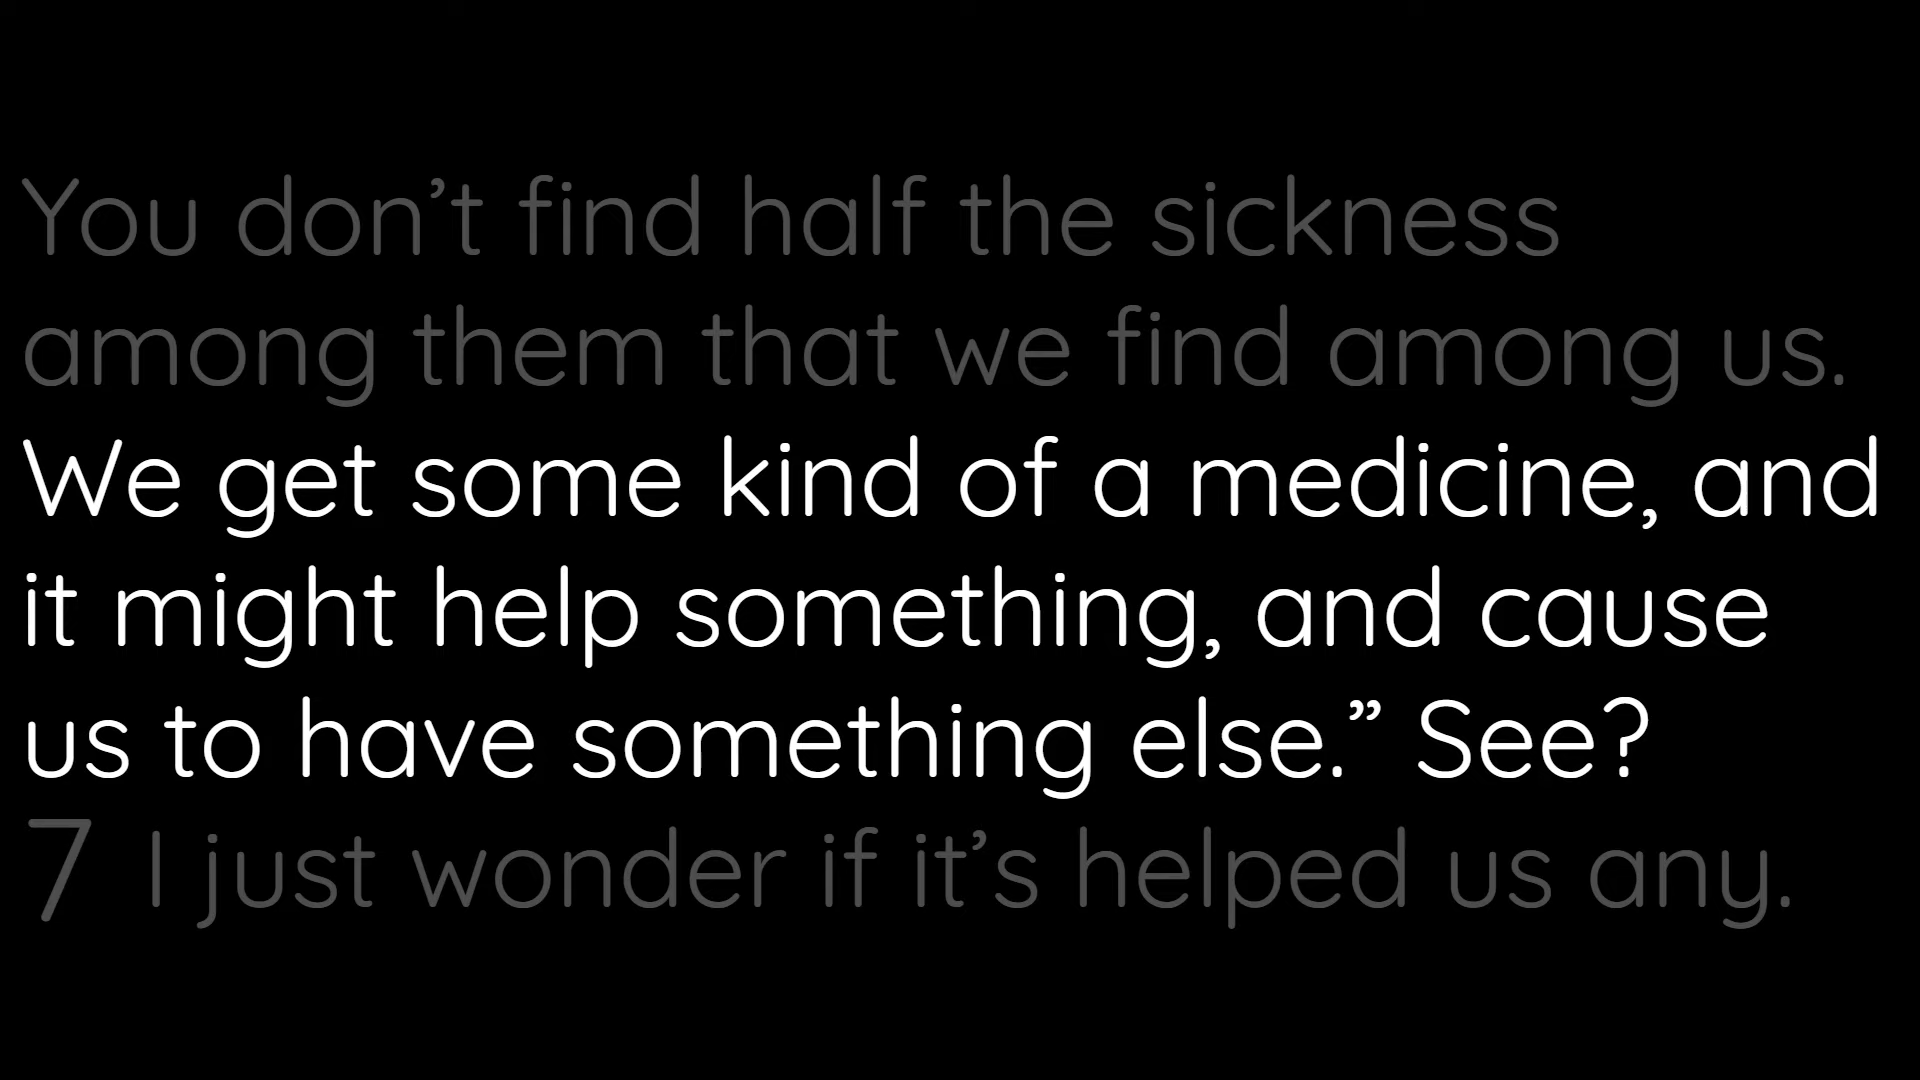 You don’t find half the sickness
among them that we find among us.
We get some kind of a medicine, and
it might help something, and cause
us to have something else.” See?
7 I just wonder if it’s helped us any.